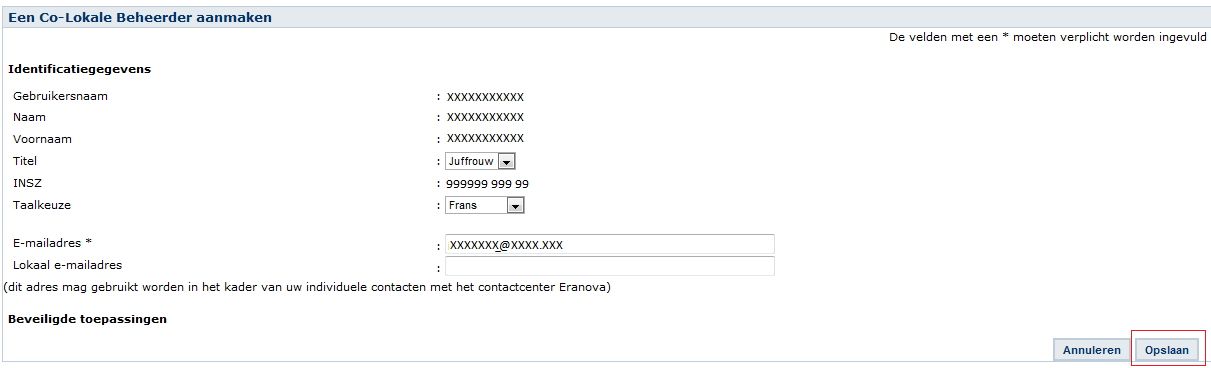 Een Co-Lokale Beheerder aanmaken
De velden met een * moeten verplicht worden ingevuld
Identificatiegegevens
Gebruikersnaam : XXXXXXXXXXX
Naam : XXXXXXXXXXX
Voornaam : XXXXXXXXXXX
Titel : Juffrouw
INSZ : 999999 999 99
Taalkeuze : Frans
E-mailadres * : XXXXXXX_@XXXX.XXX
Lokaal e-mailadres :
(dit adres mag gebruikt worden in het kader van uw individuele contacten met het contactcenter Eranova)
Beveiligde toepassingen
Annuleren Opslaan